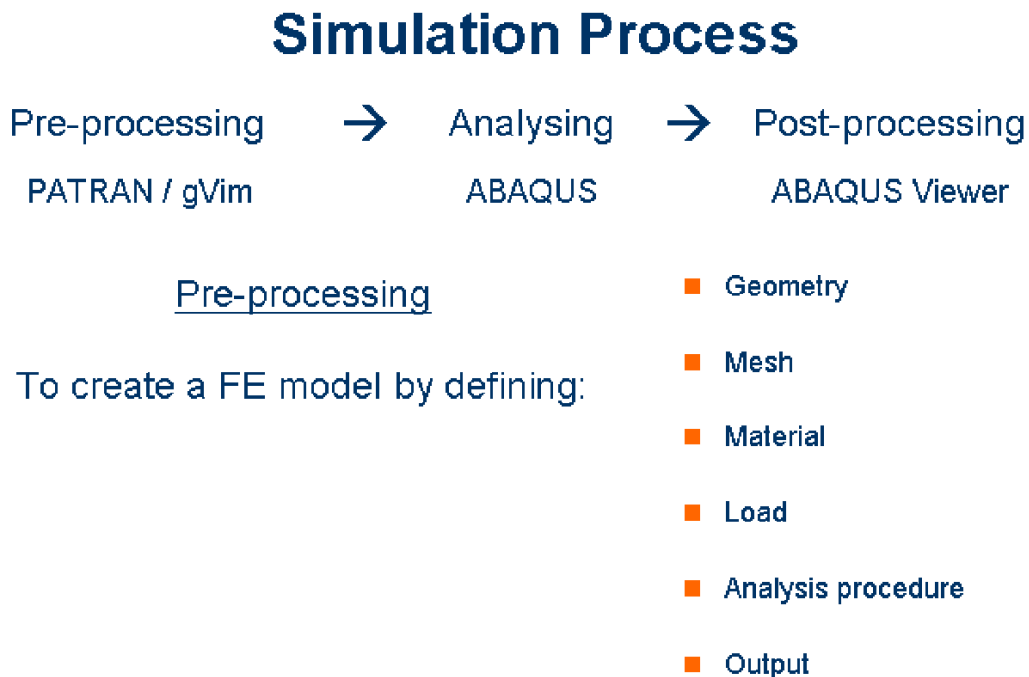 Simulation Process
Pre-processing → Analysing → Post-processing
PATRAN / gVim ABAQUS ABAQUS Viewer
Pre-processing
To create a FE model by defining:
■ Geometry
■ Mesh
■ Material
■ Load
■ Analysis procedure
■ Output